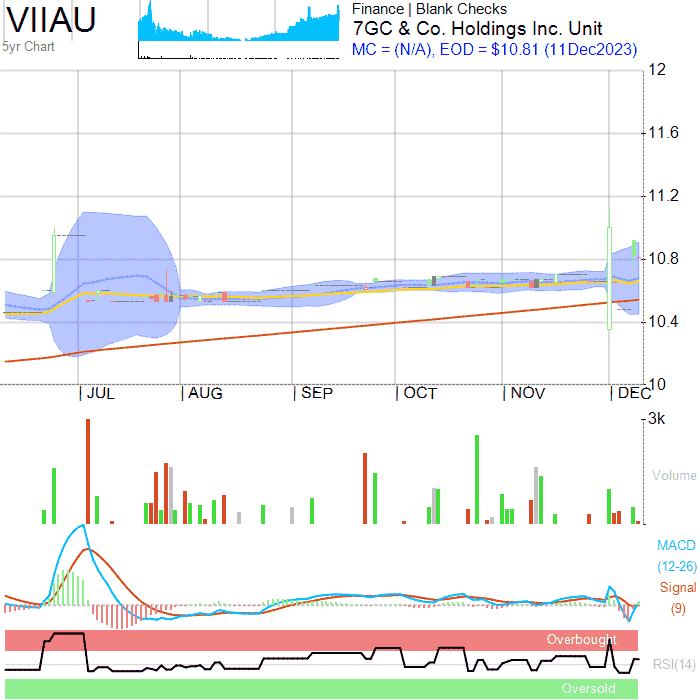 VIIAU
5yr Chart
Finance | Blank Checks
7GC & Co. Holdings Inc. Unit
MC = (N/A), EOD = $10.81 (11Dec2023)
12
11.6
11.2
10.8
10.4
10
JUL AUG SEP OCT NOV DEC
3k
Volume
MACD
(12-26)
Signal
(9)
Overbought
RSI(14)
Oversold